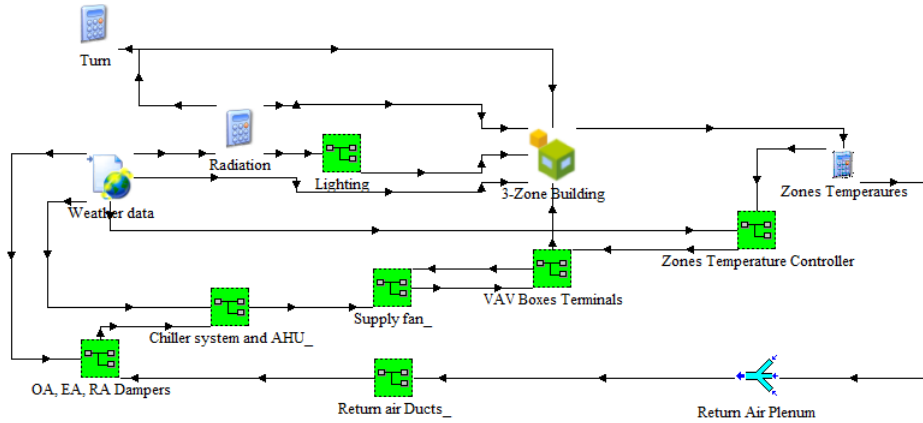 Turn
Radiation
Lighting
Weather data
3-Zone Building
Zones Temperaures
Zones Temperature Controller
VAV Boxes Terminals
Supply fan_
Chiller system and AHU_
OA, EA, RA Dampers
Return air Ducts_
Return Air Plenum